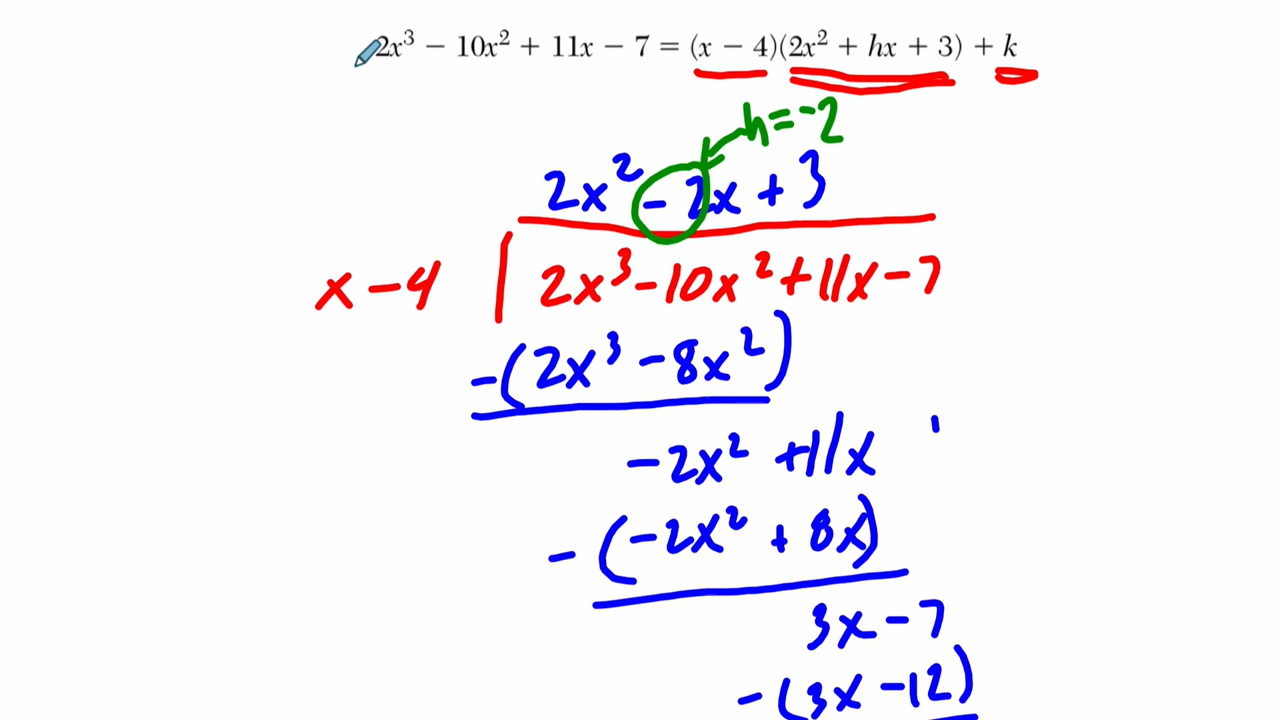 2x³ − 10x² + 11x − 7 = (x − 4)(2x² + hx + 3) + k
h = -2
2x² - 2x + 3
x - 4 2x³ - 10x² + 11x - 7
-(2x³ - 8x²)
-2x² + 11x
-(-2x² + 8x)
3x - 7
-(3x - 12)